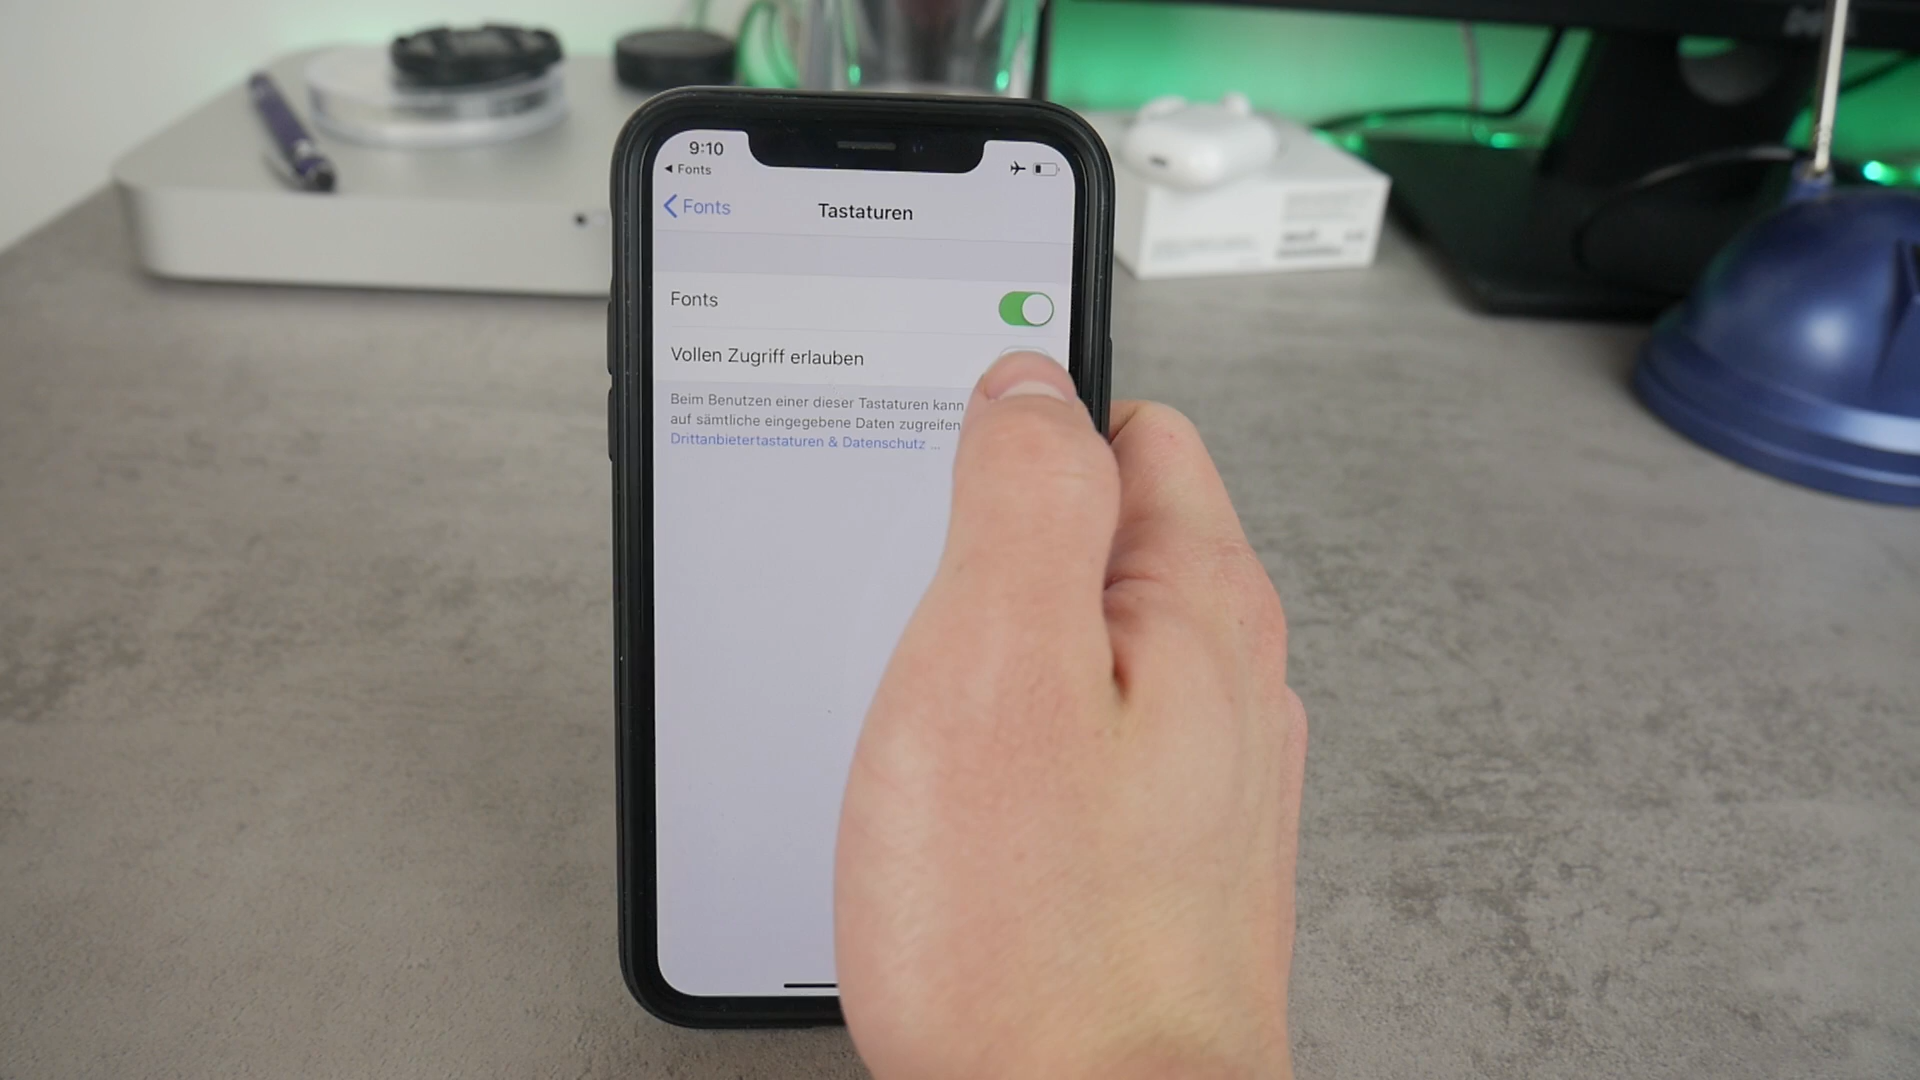 9:10
◀ Fonts
Fonts
Tastaturen
Fonts
Vollen Zugriff erlauben
Beim Benutzen einer dieser Tastaturen kann
auf sämtliche eingegebene Daten zugreifen
Drittanbietertastaturen & Datenschutz ...